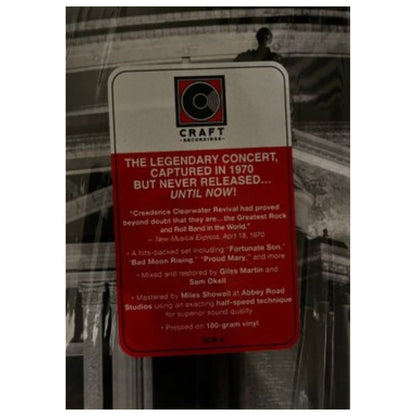 CRAFT
RECORDINGS
THE LEGENDARY CONCERT,
CAPTURED IN 1970
BUT NEVER RELEASED...
UNTIL NOW!
"Creedence Clearwater Revival had proved
beyond doubt that they are...the Greatest Rock
and Roll Band in the World."
— New Musical Express, April 18, 1970
• A hits-packed set including "Fortunate Son,"
"Bad Moon Rising," "Proud Mary," and more
• Mixed and restored by Giles Martin and
Sam Okell
• Mastered by Miles Showell at Abbey Road
Studios using an exacting half-speed technique
for superior sound quality
• Pressed on 180-gram vinyl